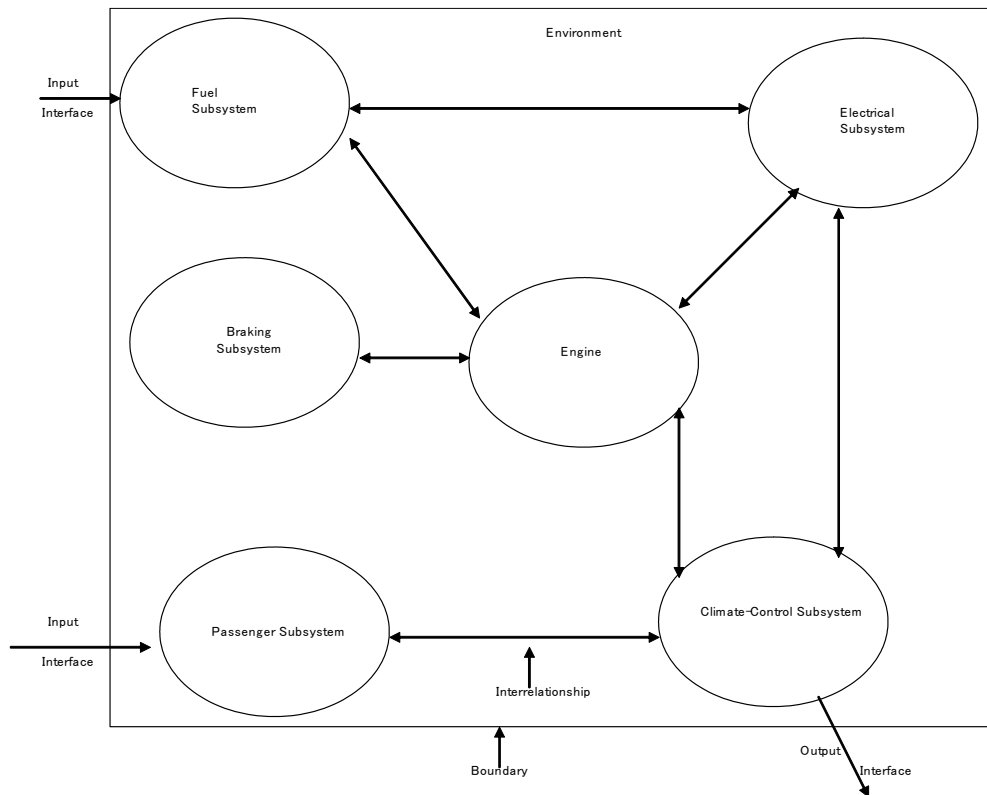 Environment
Input
Interface
Fuel
Subsystem
Electrical
Subsystem
Braking
Subsystem
Engine
Climate-Control Subsystem
Input
Interface
Passenger Subsystem
Interrelationship
Output
Interface
Boundary